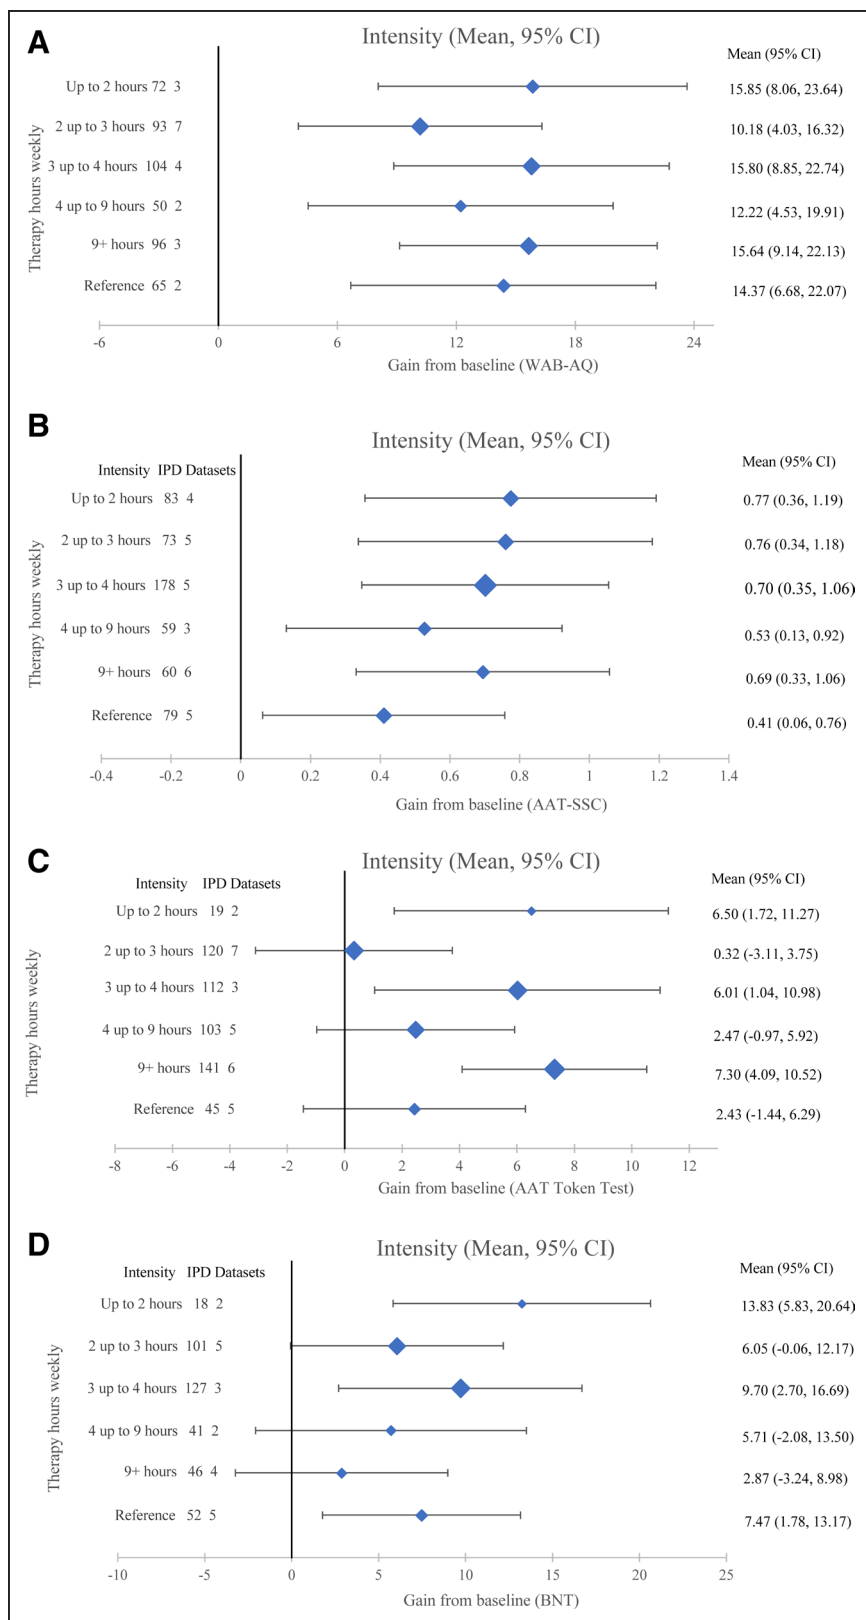 A
Intensity (Mean, 95% CI)
Mean (95% CI)
Therapy hours weekly
Up to 2 hours 72 3 15.85 (8.06, 23.64)
2 up to 3 hours 93 7 10.18 (4.03, 16.32)
3 up to 4 hours 104 4 15.80 (8.85, 22.74)
4 up to 9 hours 50 2 12.22 (4.53, 19.91)
9+ hours 96 3 15.64 (9.14, 22.13)
Reference 65 2 14.37 (6.68, 22.07)
-6 0 6 12 18 24
Gain from baseline (WAB-AQ)
B
Intensity (Mean, 95% CI)
Intensity IPD Datasets Mean (95% CI)
Therapy hours weekly
Up to 2 hours 83 4 0.77 (0.36, 1.19)
2 up to 3 hours 73 5 0.76 (0.34, 1.18)
3 up to 4 hours 178 5 0.70 (0.35, 1.06)
4 up to 9 hours 59 3 0.53 (0.13, 0.92)
9+ hours 60 6 0.69 (0.33, 1.06)
Reference 79 5 0.41 (0.06, 0.76)
-0.4 -0.2 0 0.2 0.4 0.6 0.8 1 1.2 1.4
Gain from baseline (AAT-SSC)
C
Intensity (Mean, 95% CI)
Intensity IPD Datasets Mean (95% CI)
Therapy hours weekly
Up to 2 hours 19 2 6.50 (1.72, 11.27)
2 up to 3 hours 120 7 0.32 (-3.11, 3.75)
3 up to 4 hours 112 3 6.01 (1.04, 10.98)
4 up to 9 hours 103 5 2.47 (-0.97, 5.92)
9+ hours 141 6 7.30 (4.09, 10.52)
Reference 45 5 2.43 (-1.44, 6.29)
-8 -6 -4 -2 0 2 4 6 8 10 12
Gain from baseline (AAT Token Test)
D
Intensity (Mean, 95% CI)
Intensity IPD Datasets Mean (95% CI)
Therapy hours weekly
Up to 2 hours 18 2 13.83 (5.83, 20.64)
2 up to 3 hours 101 5 6.05 (-0.06, 12.17)
3 up to 4 hours 127 3 9.70 (2.70, 16.69)
4 up to 9 hours 41 2 5.71 (-2.08, 13.50)
9+ hours 46 4 2.87 (-3.24, 8.98)
Reference 52 5 7.47 (1.78, 13.17)
-10 -5 0 5 10 15 20 25
Gain from baseline (BNT)